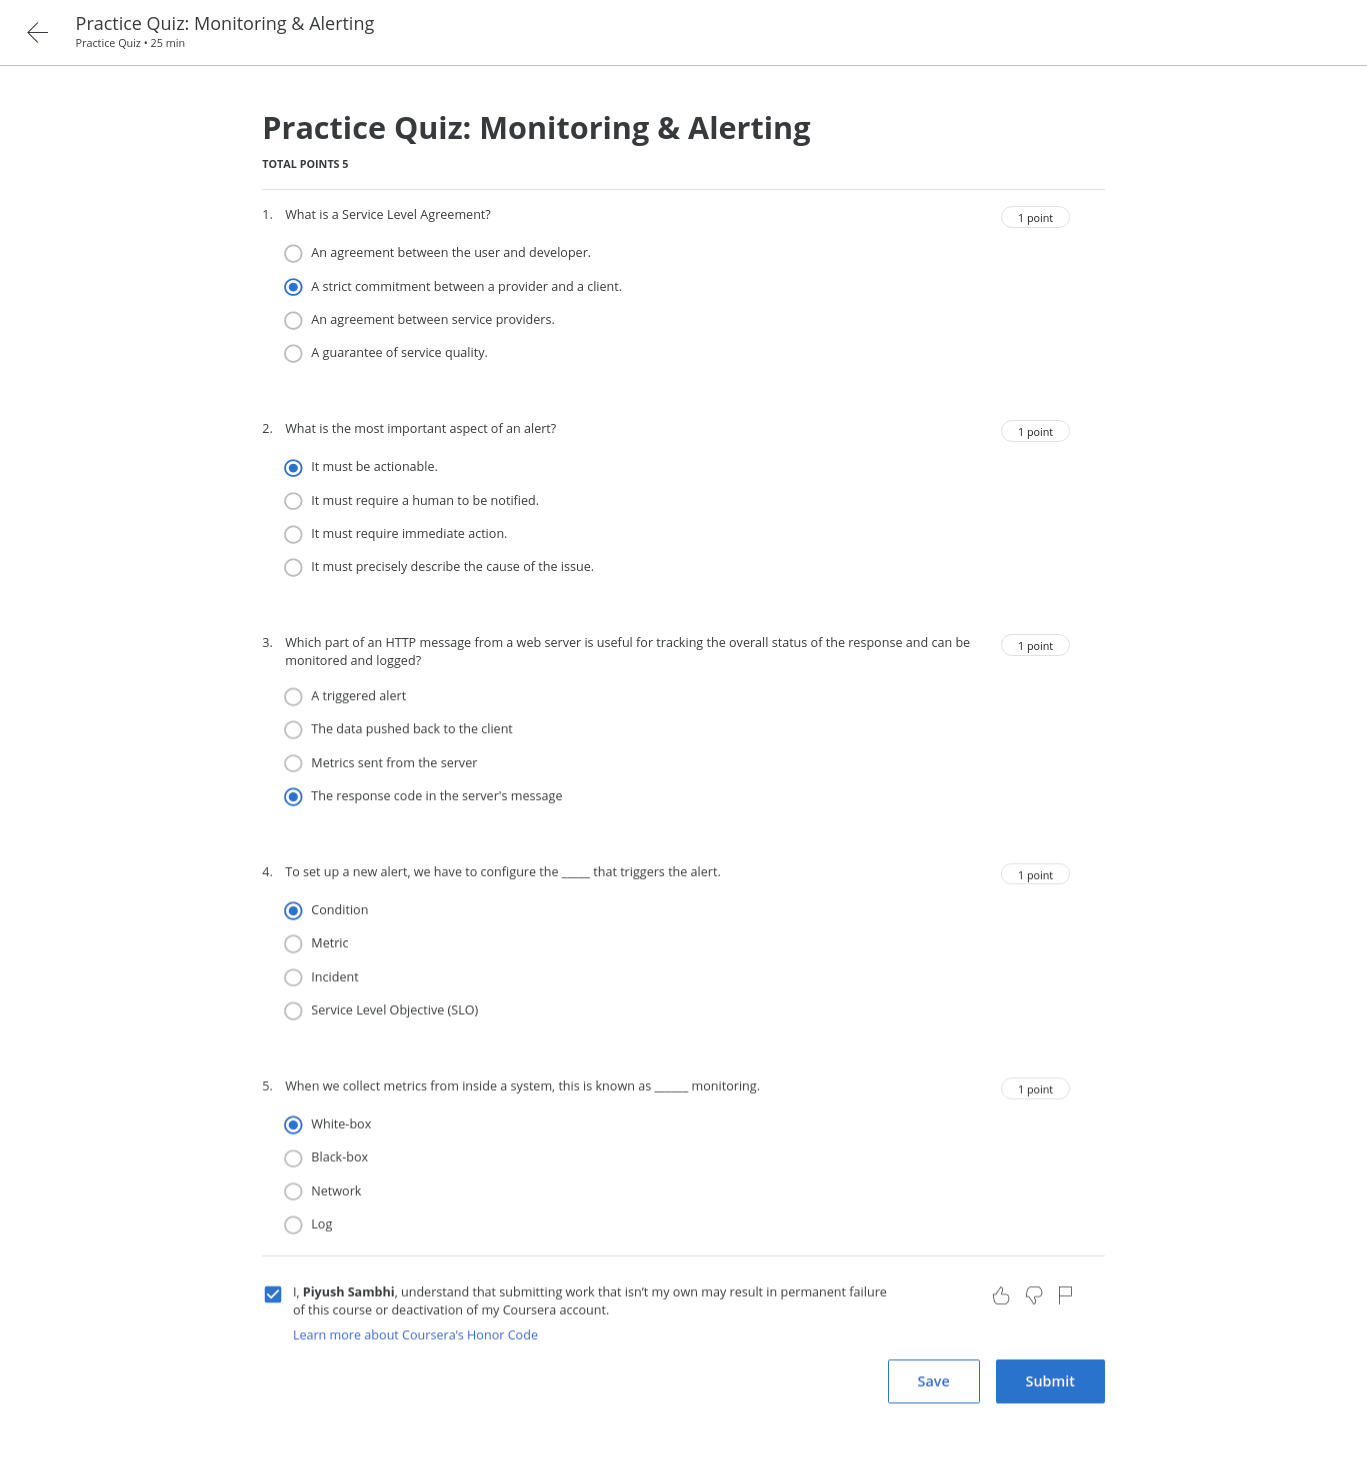 Practice Quiz: Monitoring & Alerting
Practice Quiz • 25 min
Practice Quiz: Monitoring & Alerting
TOTAL POINTS 5
1. What is a Service Level Agreement?
1 point
An agreement between the user and developer.
A strict commitment between a provider and a client.
An agreement between service providers.
A guarantee of service quality.
2. What is the most important aspect of an alert?
1 point
It must be actionable.
It must require a human to be notified.
It must require immediate action.
It must precisely describe the cause of the issue.
3. Which part of an HTTP message from a web server is useful for tracking the overall status of the response and can be
monitored and logged?
1 point
A triggered alert
The data pushed back to the client
Metrics sent from the server
The response code in the server's message
4. To set up a new alert, we have to configure the _____ that triggers the alert.
1 point
Condition
Metric
Incident
Service Level Objective (SLO)
5. When we collect metrics from inside a system, this is known as ______ monitoring.
1 point
White-box
Black-box
Network
Log
I, Piyush Sambhi, understand that submitting work that isn't my own may result in permanent failure
of this course or deactivation of my Coursera account.
Learn more about Coursera's Honor Code
Save
Submit